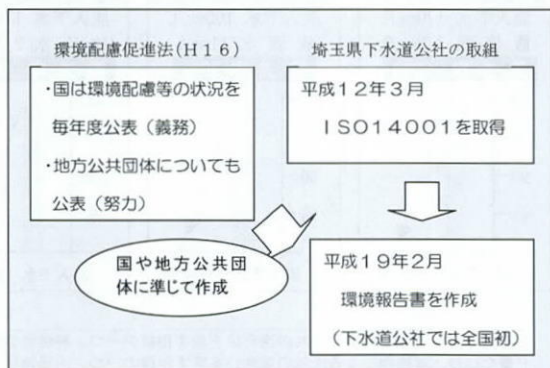 環境配慮促進法(H16)
・国は環境配慮等の状況を
毎年度公表(義務)
・地方公共団体についても
公表(努力)
国や地方公共団
体に準じて作成
埼玉県下水道公社の取組
平成12年3月
ISO14001を取得
平成19年2月
環境報告書を作成
(下水道公社では全国初)